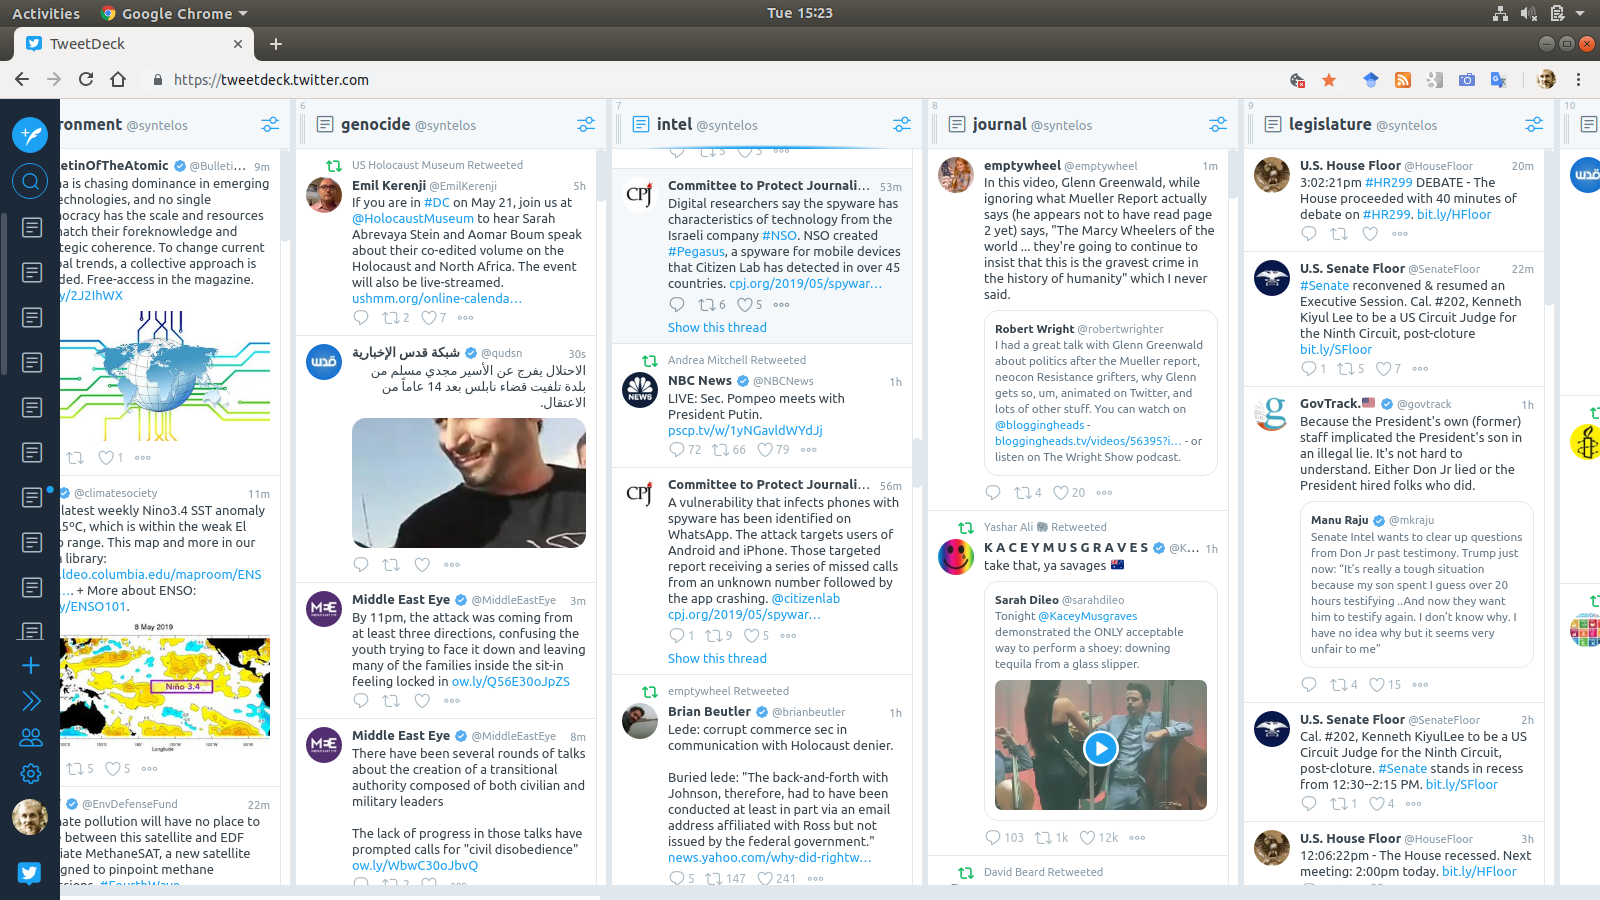 Activities
Google Chrome
Tue 15:23
TweetDeck
https://tweetdeck.twitter.com
ronment @syntelos
letinOfTheAtomic @Bulleti… 9m
na is chasing dominance in emerging
echnologies, and no single
nocracy has the scale and resources
natch their foreknowledge and
tegic coherence. To change current
bal trends, a collective approach is
ded. Free-access in the magazine.
y/2J2IhWX
1
@climatesociety 11m
latest weekly Nino3.4 SST anomaly
.5ºC, which is within the weak El
o range. This map and more in our
library:
.ldeo.columbia.edu/maproom/ENS
… + More about ENSO:
y/ENSO101.
8 May 2019
Niño 3.4
Longitude
5 5
@EnvDefenseFund 22m
nate pollution will have no place to
between this satellite and EDF
iate MethaneSAT, a new satellite
igned to pinpoint methane
ssions. #FourthWave
6
genocide @syntelos
US Holocaust Museum Retweeted
Emil Kerenji @EmilKerenji 5h
If you are in #DC on May 21, join us at
@HolocaustMuseum to hear Sarah
Abrevaya Stein and Aomar Boum speak
about their co-edited volume on the
Holocaust and North Africa. The event
will also be live-streamed.
ushmm.org/online-calenda…
2 7
قدس
شبكة قدس الإخبارية @qudsn 30s
الاحتلال يفرج عن الأسير مجدي مسلم من
بلدة تلفيت قضاء نابلس بعد 14 عاماً من
الاعتقال.
MEE
Middle East Eye @MiddleEastEye 3m
By 11pm, the attack was coming from
at least three directions, confusing the
youth trying to face it down and leaving
many of the families inside the sit-in
feeling locked in ow.ly/Q56E30oJpZS
MEE
Middle East Eye @MiddleEastEye 8m
There have been several rounds of talks
about the creation of a transitional
authority composed of both civilian and
military leaders
The lack of progress in those talks have
prompted calls for "civil disobedience"
ow.ly/WbwC30oJbvQ
2
7
intel @syntelos
5 3
CPJ
Committee to Protect Journali… 53m
Digital researchers say the spyware has
characteristics of technology from the
Israeli company #NSO. NSO created
#Pegasus, a spyware for mobile devices
that Citizen Lab has detected in over 45
countries. cpj.org/2019/05/spywar…
6 5
Show this thread
Andrea Mitchell Retweeted
NEWS
NBC News @NBCNews 1h
LIVE: Sec. Pompeo meets with
President Putin.
pscp.tv/w/1yNGavldWYdJj
72 66 79
CPJ
Committee to Protect Journali… 56m
A vulnerability that infects phones with
spyware has been identified on
WhatsApp. The attack targets users of
Android and iPhone. Those targeted
report receiving a series of missed calls
from an unknown number followed by
the app crashing. @citizenlab
cpj.org/2019/05/spywar…
1 9 5
Show this thread
emptywheel Retweeted
Brian Beutler @brianbeutler 1h
Lede: corrupt commerce sec in
communication with Holocaust denier.
Buried lede: "The back-and-forth with
Johnson, therefore, had to have been
conducted at least in part via an email
address affiliated with Ross but not
issued by the federal government."
news.yahoo.com/why-did-rightw…
5 147 241
8
journal @syntelos
emptywheel @emptywheel 1m
In this video, Glenn Greenwald, while
ignoring what Mueller Report actually
says (he appears not to have read page
2 yet) says, "The Marcy Wheelers of the
world ... they're going to continue to
insist that this is the gravest crime in
the history of humanity" which I never
said.
Robert Wright @robertwrighter
I had a great talk with Glenn Greenwald
about politics after the Mueller report,
neocon Resistance grifters, why Glenn
gets so, um, animated on Twitter, and
lots of other stuff. You can watch on
@bloggingheads -
bloggingheads.tv/videos/56395?i… - or
listen on The Wright Show podcast.
4 20
Yashar Ali Retweeted
K A C E Y M U S G R A V E S @K… 1h
take that, ya savages
Sarah Dileo @sarahdileo
Tonight @KaceyMusgraves
demonstrated the ONLY acceptable
way to perform a shoey: downing
tequila from a glass slipper.
103 1k 12k
David Beard Retweeted
9
legislature @syntelos
U.S. House Floor @HouseFloor 20m
3:02:21pm #HR299 DEBATE - The
House proceeded with 40 minutes of
debate on #HR299. bit.ly/HFloor
U.S. Senate Floor @SenateFloor 22m
#Senate reconvened & resumed an
Executive Session. Cal. #202, Kenneth
Kiyul Lee to be a US Circuit Judge for
the Ninth Circuit, post-cloture
bit.ly/SFloor
1 5 7
GovTrack. @govtrack 1h
Because the President's own (former)
staff implicated the President's son in
an illegal lie. It's not hard to
understand. Either Don Jr lied or the
President hired folks who did.
Manu Raju @mkraju
Senate Intel wants to clear up questions
from Don Jr past testimony. Trump just
now: “It’s really a tough situation
because my son spent I guess over 20
hours testifying ..And now they want
him to testify again. I don’t know why. I
have no idea why but it seems very
unfair to me”
4 15
U.S. Senate Floor @SenateFloor 2h
Cal. #202, Kenneth KiyulLee to be a US
Circuit Judge for the Ninth Circuit,
post-cloture. #Senate stands in recess
from 12:30--2:15 PM. bit.ly/SFloor
1 4
U.S. House Floor @HouseFloor 3h
12:06:22pm - The House recessed. Next
meeting: 2:00pm today. bit.ly/HFloor
10
قدس